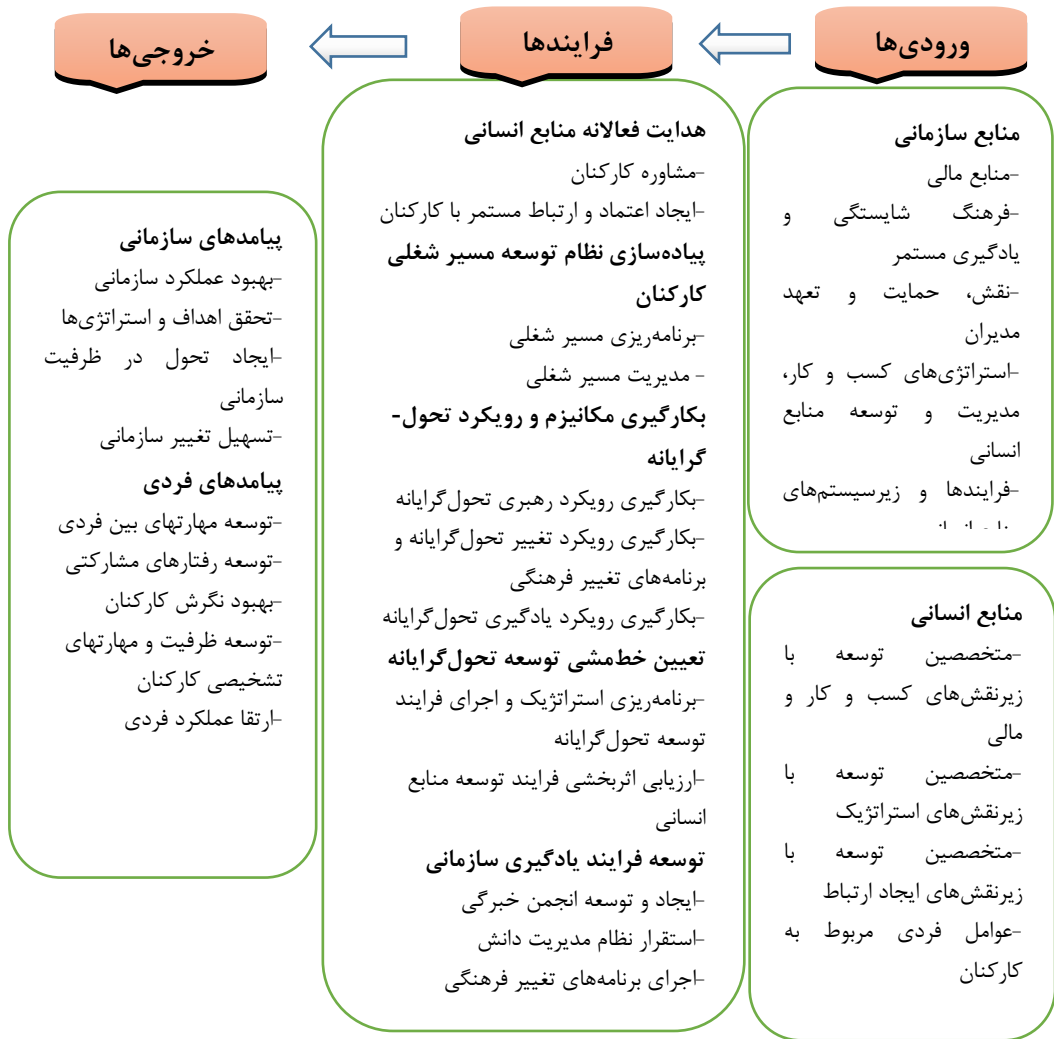 ورودی‌ها
فرایندها
خروجی‌ها
منابع سازمانی
-منابع مالی
-فرهنگ شایستگی و
یادگیری مستمر
-نقش، حمایت و تعهد
مدیران
-استراتژی‌های کسب و کار،
مدیریت و توسعه منابع
انسانی
-فرایندها و زیرسیستم‌های
منابع انسانی
-متخصصین توسعه با
زیرنقش‌های کسب و کار و
مالی
-متخصصین توسعه با
زیرنقش‌های استراتژیک
-متخصصین توسعه با
زیرنقش‌های ایجاد ارتباط
-عوامل فردی مربوط به
کارکنان
هدایت فعالانه منابع انسانی
-مشاوره کارکنان
-ایجاد اعتماد و ارتباط مستمر با کارکنان
پیاده‌سازی نظام توسعه مسیر شغلی
کارکنان
-برنامه‌ریزی مسیر شغلی
- مدیریت مسیر شغلی
بکارگیری مکانیزم و رویکرد تحول-
گرایانه
-بکارگیری رویکرد رهبری تحول‌گرایانه
-بکارگیری رویکرد تغییر تحول‌گرایانه و
برنامه‌های تغییر فرهنگی
-بکارگیری رویکرد یادگیری تحول‌گرایانه
تعیین خط‌مشی توسعه تحول‌گرایانه
-برنامه‌ریزی استراتژیک و اجرای فرایند
توسعه تحول‌گرایانه
-ارزیابی اثربخشی فرایند توسعه منابع
انسانی
توسعه فرایند یادگیری سازمانی
-ایجاد و توسعه انجمن خبرگی
-استقرار نظام مدیریت دانش
-اجرای برنامه‌های تغییر فرهنگی
پیامدهای سازمانی
-بهبود عملکرد سازمانی
-تحقق اهداف و استراتژی‌ها
-ایجاد تحول در ظرفیت
سازمانی
-تسهیل تغییر سازمانی
پیامدهای فردی
-توسعه مهارتهای بین فردی
-توسعه رفتارهای مشارکتی
-بهبود نگرش کارکنان
-توسعه ظرفیت و مهارتهای
تشخیصی کارکنان
-ارتقا عملکرد فردی